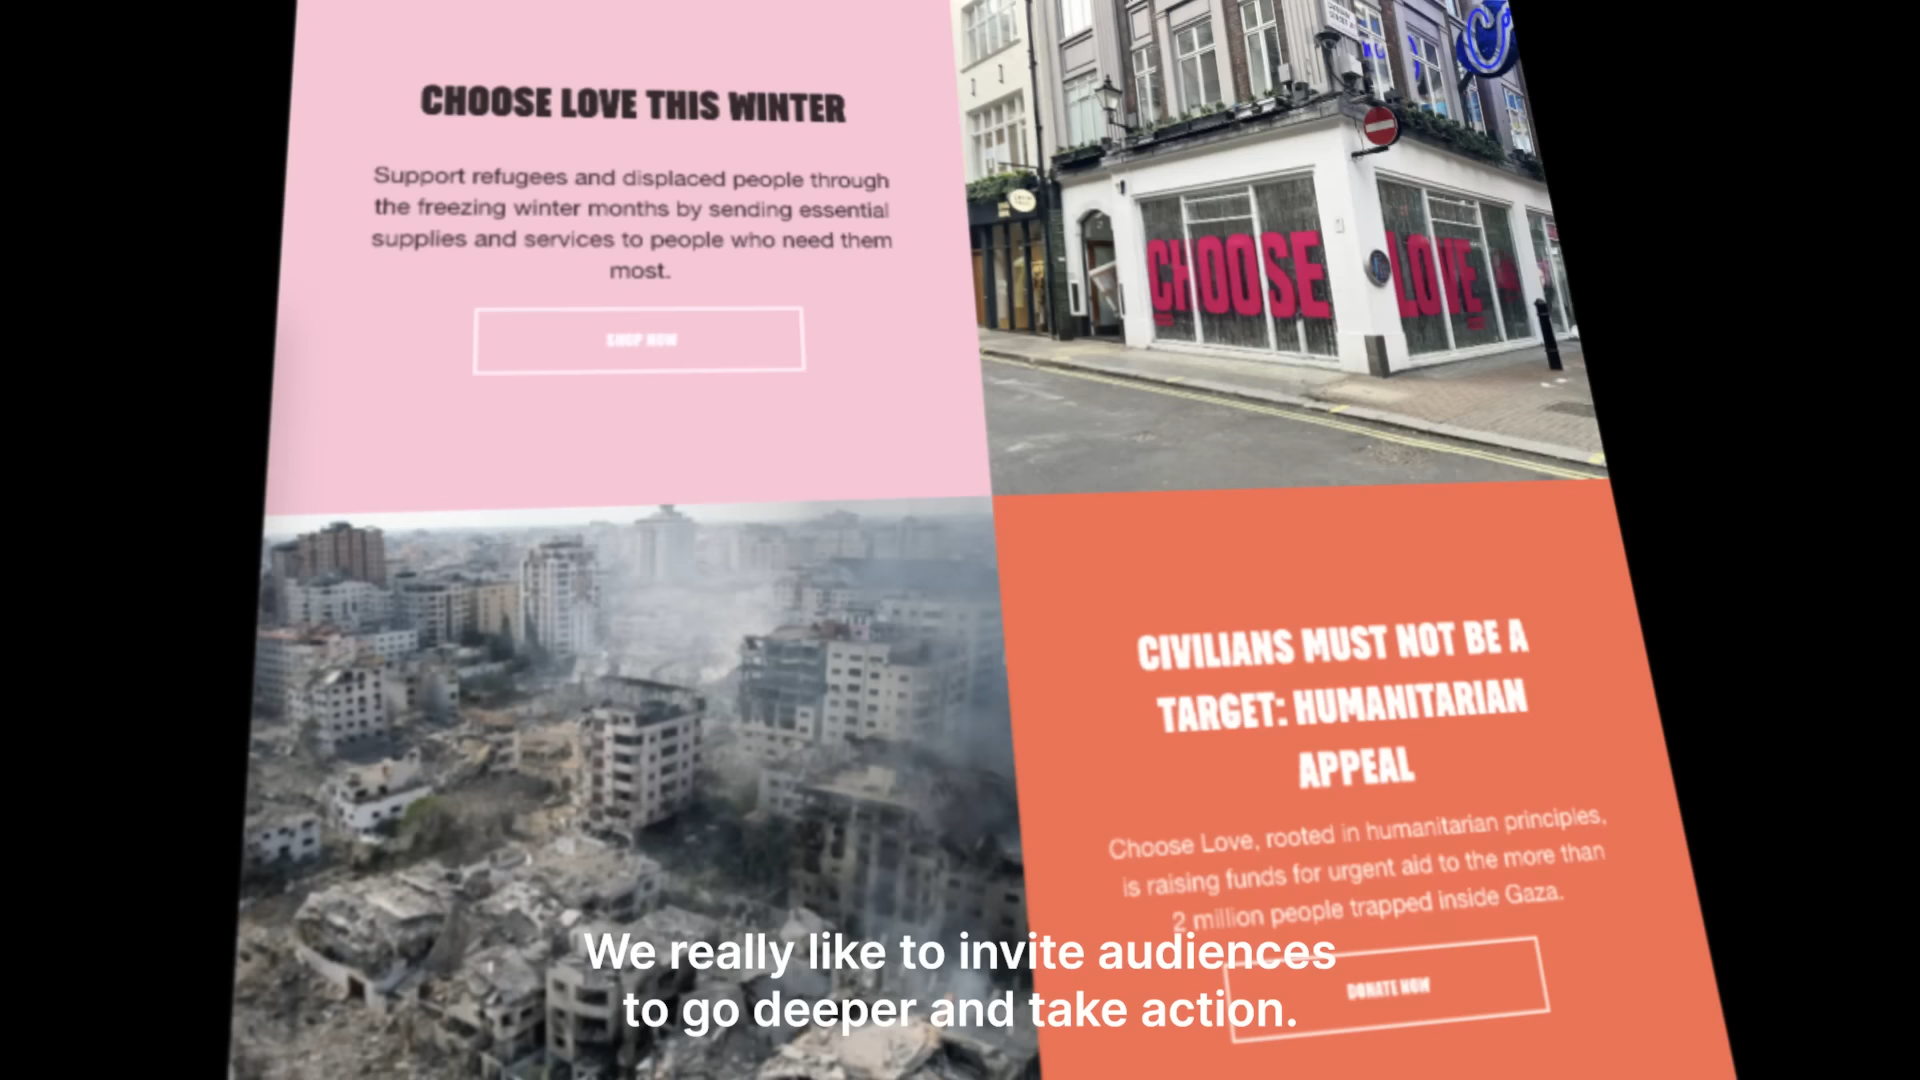 CHOOSE LOVE THIS WINTER
Support refugees and displaced people through
the freezing winter months by sending essential
supplies and services to people who need them
most.
SHOP NOW
CHOOSE LOVE
CIVILIANS MUST NOT BE A
TARGET: HUMANITARIAN
APPEAL
Choose Love, rooted in humanitarian principles,
is raising funds for urgent aid to the more than
2 million people trapped inside Gaza.
DONATE NOW
We really like to invite audiences
to go deeper and take action.